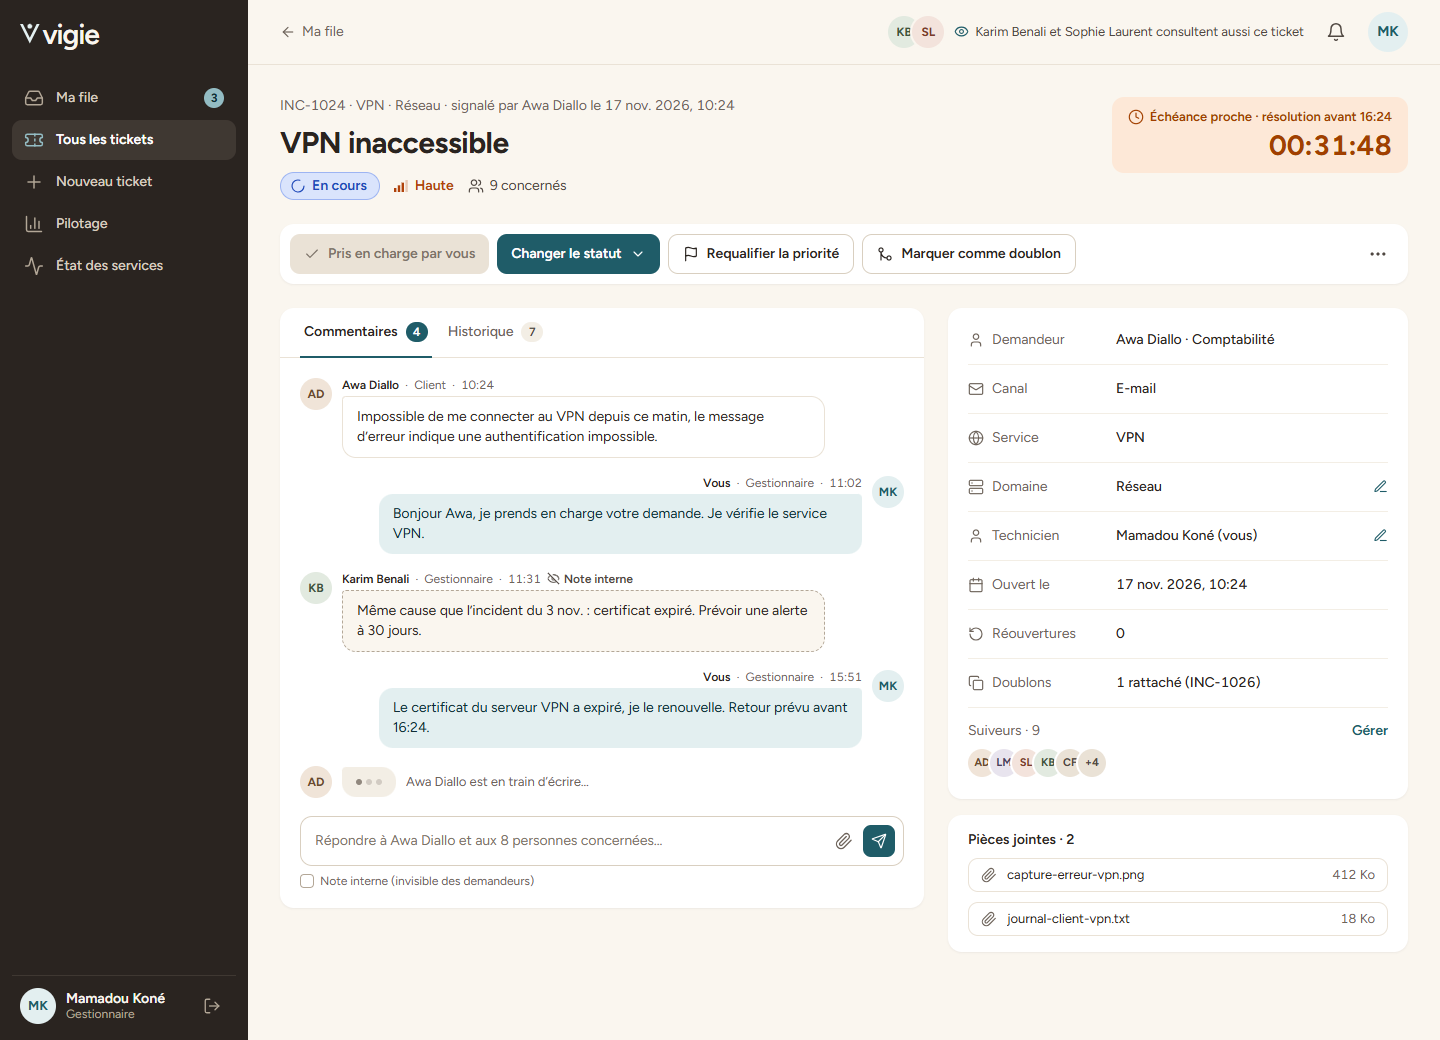 vigie
Ma file
3
Tous les tickets
Nouveau ticket
Pilotage
État des services
MK
Mamadou Koné
Gestionnaire
Ma file
KB
SL
Karim Benali et Sophie Laurent consultent aussi ce ticket
MK
INC-1024 · VPN · Réseau · signalé par Awa Diallo le 17 nov. 2026, 10:24
VPN inaccessible
En cours
Haute
9 concernés
Échéance proche · résolution avant 16:24
00:31:48
Pris en charge par vous
Changer le statut
Requalifier la priorité
Marquer comme doublon
Commentaires 4
Historique 7
AD
Awa Diallo · Client · 10:24
Impossible de me connecter au VPN depuis ce matin, le message
d’erreur indique une authentification impossible.
Vous · Gestionnaire · 11:02
MK
Bonjour Awa, je prends en charge votre demande. Je vérifie le service
VPN.
KB
Karim Benali · Gestionnaire · 11:31 Note interne
Même cause que l’incident du 3 nov. : certificat expiré. Prévoir une alerte
à 30 jours.
Vous · Gestionnaire · 15:51
MK
Le certificat du serveur VPN a expiré, je le renouvelle. Retour prévu avant
16:24.
AD
Awa Diallo est en train d’écrire…
Répondre à Awa Diallo et aux 8 personnes concernées…
Note interne (invisible des demandeurs)
Demandeur Awa Diallo · Comptabilité
Canal E-mail
Service VPN
Domaine Réseau
Technicien Mamadou Koné (vous)
Ouvert le 17 nov. 2026, 10:24
Réouvertures 0
Doublons 1 rattaché (INC-1026)
Suiveurs · 9
Gérer
AD LM SL KB CF +4
Pièces jointes · 2
capture-erreur-vpn.png 412 Ko
journal-client-vpn.txt 18 Ko